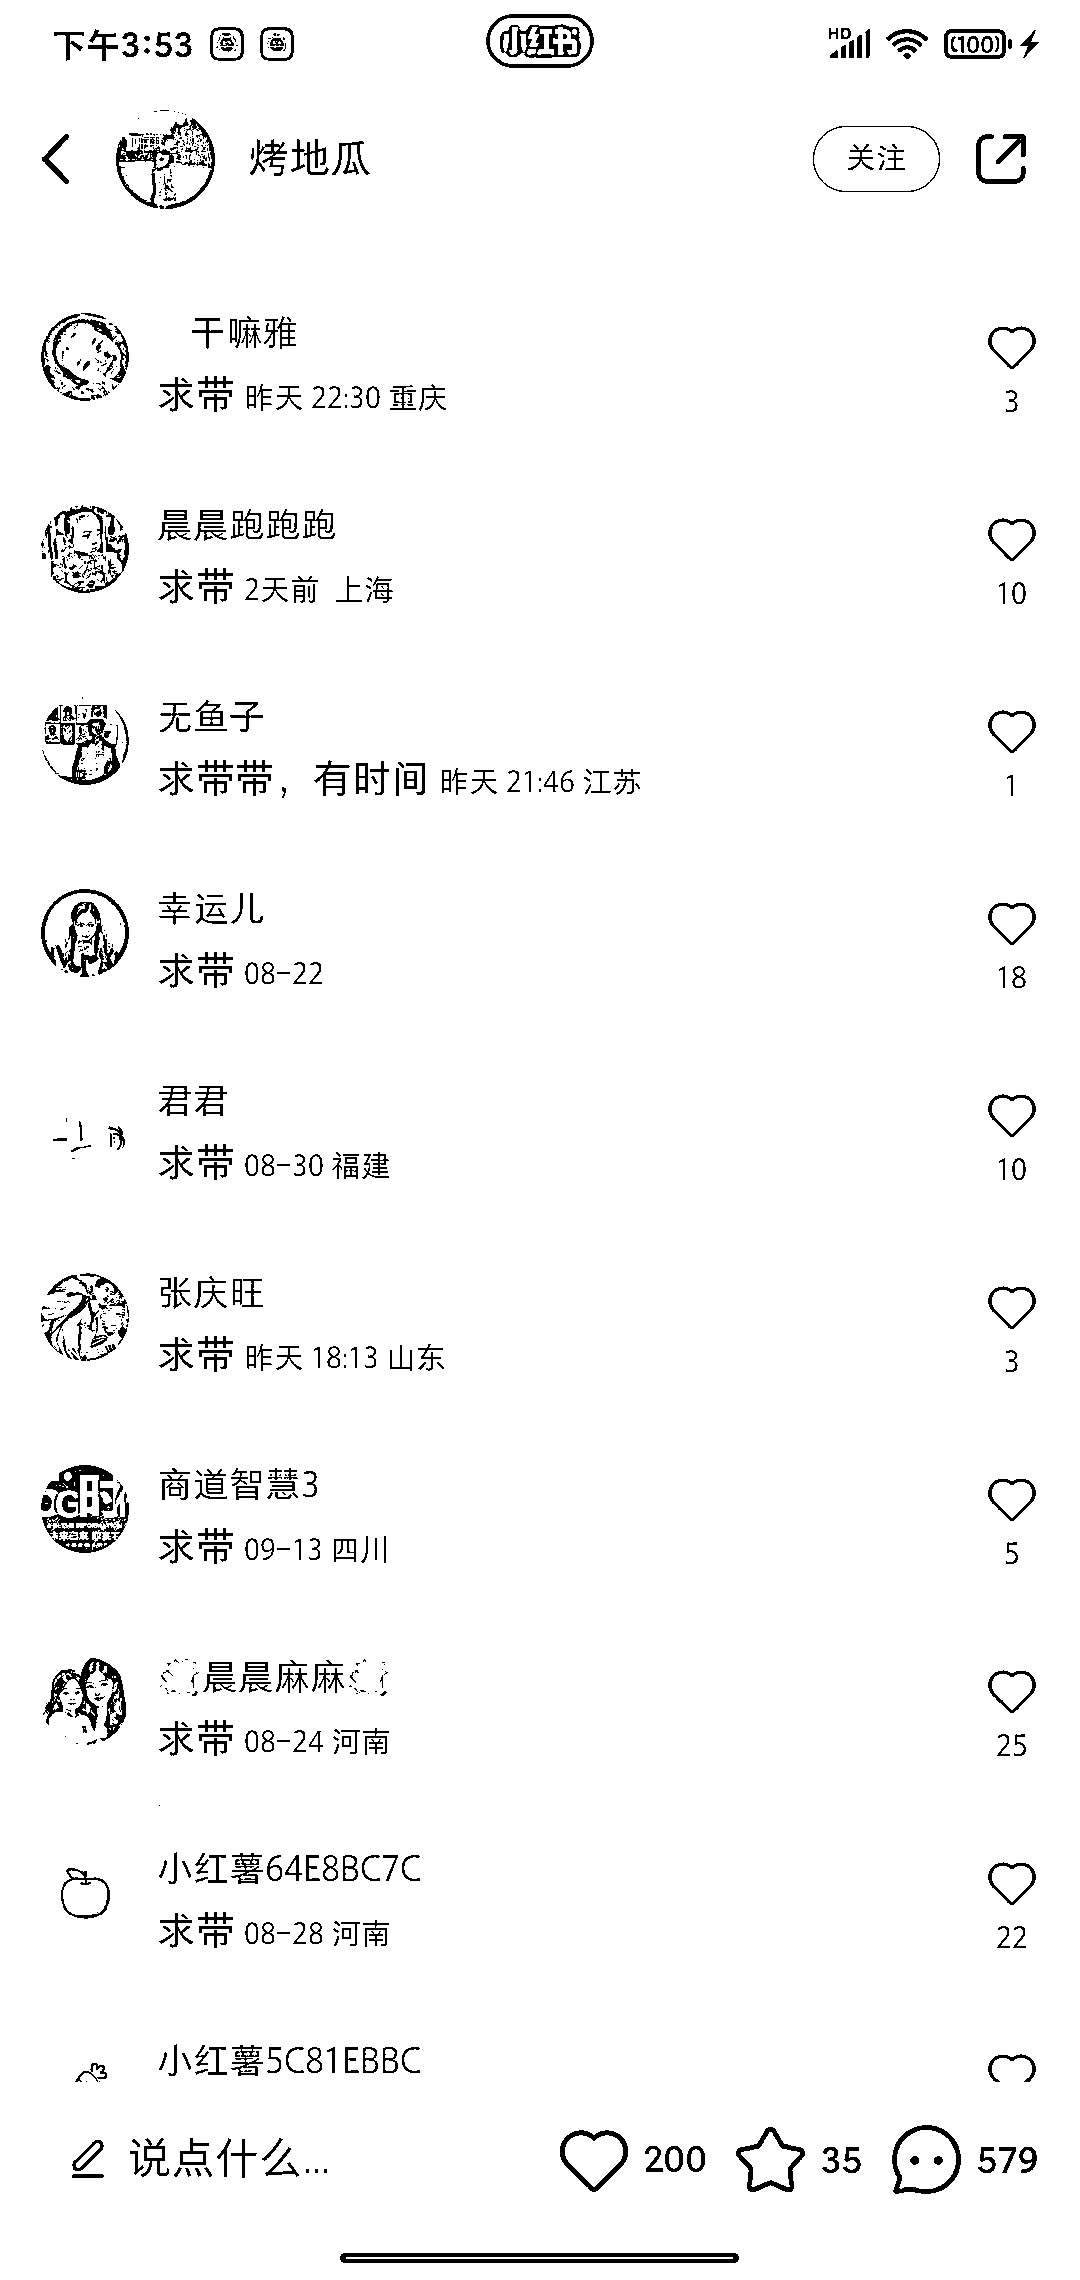 下午3:53
小红书
HD
100
烤地瓜
关注
干嘛雅
求带 昨天 22:30 重庆
3
晨晨跑跑跑
求带 2天前 上海
10
无鱼子
求带带，有时间 昨天 21:46 江苏
1
幸运儿
求带 08-22
18
君君
求带 08-30 福建
10
张庆旺
求带 昨天 18:13 山东
3
商道智慧3
求带 09-13 四川
5
晨晨麻麻
求带 08-24 河南
25
小红薯64E8BC7C
求带 08-28 河南
22
小红薯5C81EBBC
说点什么...
200
35
579